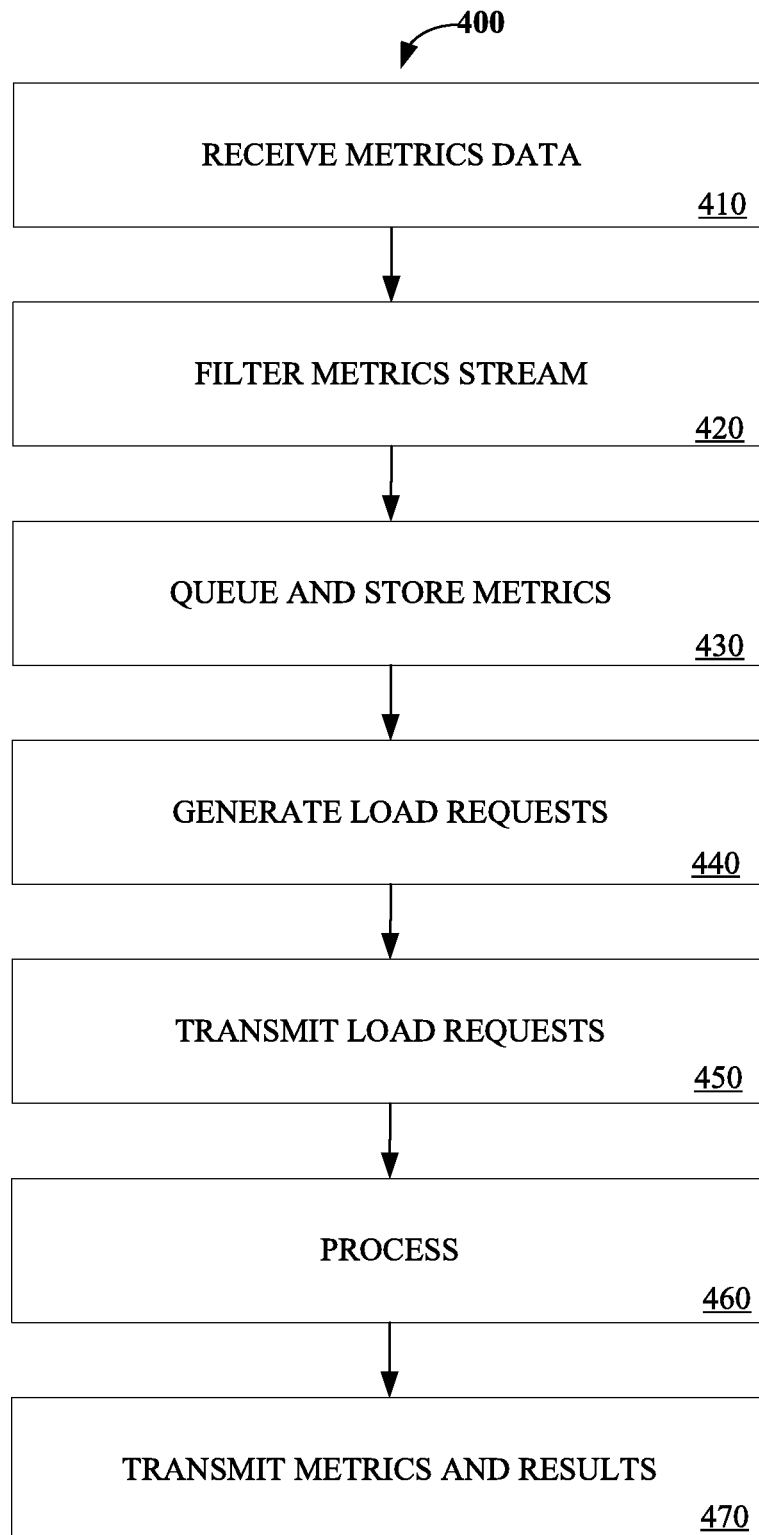 400
RECEIVE METRICS DATA
410
FILTER METRICS STREAM
420
QUEUE AND STORE METRICS
430
GENERATE LOAD REQUESTS
440
TRANSMIT LOAD REQUESTS
450
PROCESS
460
TRANSMIT METRICS AND RESULTS
470